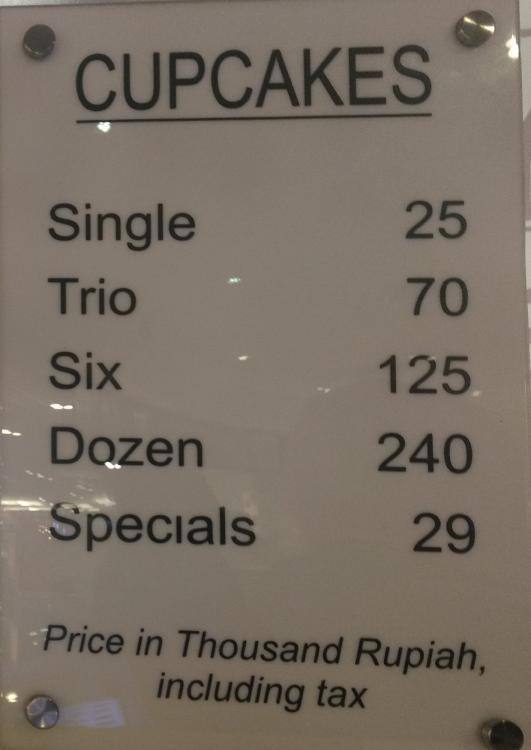 CUPCAKES
Single 25
Trio 70
Six 125
Dozen 240
Specials 29
Price in Thousand Rupiah,
including tax